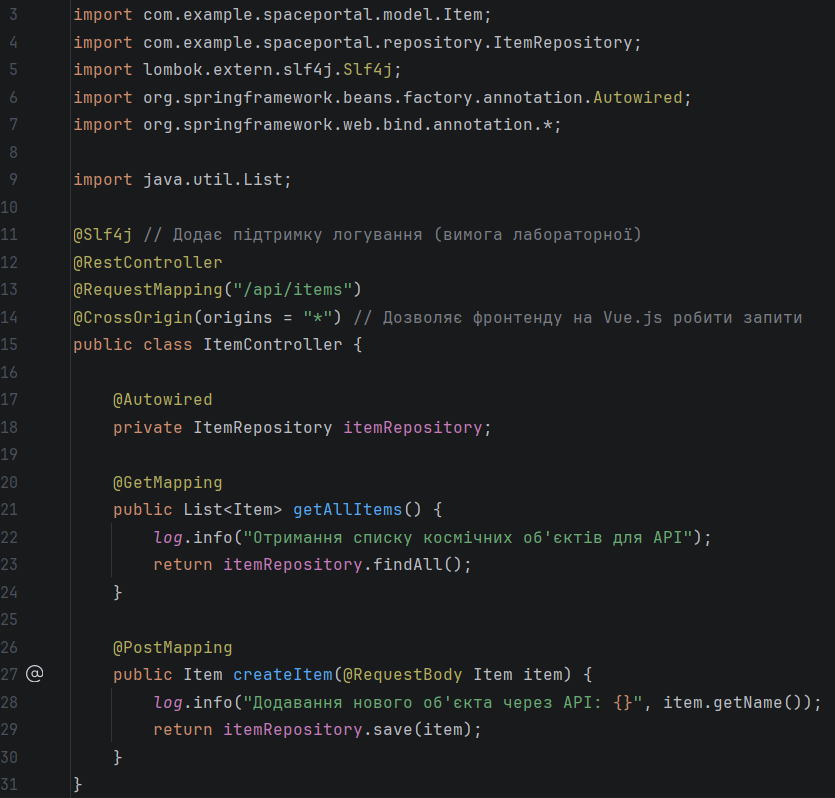 3 import com.example.spaceportal.model.Item;
4 import com.example.spaceportal.repository.ItemRepository;
5 import lombok.extern.slf4j.Slf4j;
6 import org.springframework.beans.factory.annotation.Autowired;
7 import org.springframework.web.bind.annotation.*;
8
9 import java.util.List;
10
11 @Slf4j // Додає підтримку логування (вимога лабораторної)
12 @RestController
13 @RequestMapping("/api/items")
14 @CrossOrigin(origins = "*") // Дозволяє фронтенду на Vue.js робити запити
15 public class ItemController {
16
17     @Autowired
18     private ItemRepository itemRepository;
19
20     @GetMapping
21     public List<Item> getAllItems() {
22         log.info("Отримання списку космічних об'єктів для API");
23         return itemRepository.findAll();
24     }
25
26     @PostMapping
27     public Item createItem(@RequestBody Item item) {
28         log.info("Додавання нового об'єкта через API: {}", item.getName());
29         return itemRepository.save(item);
30     }
31 }